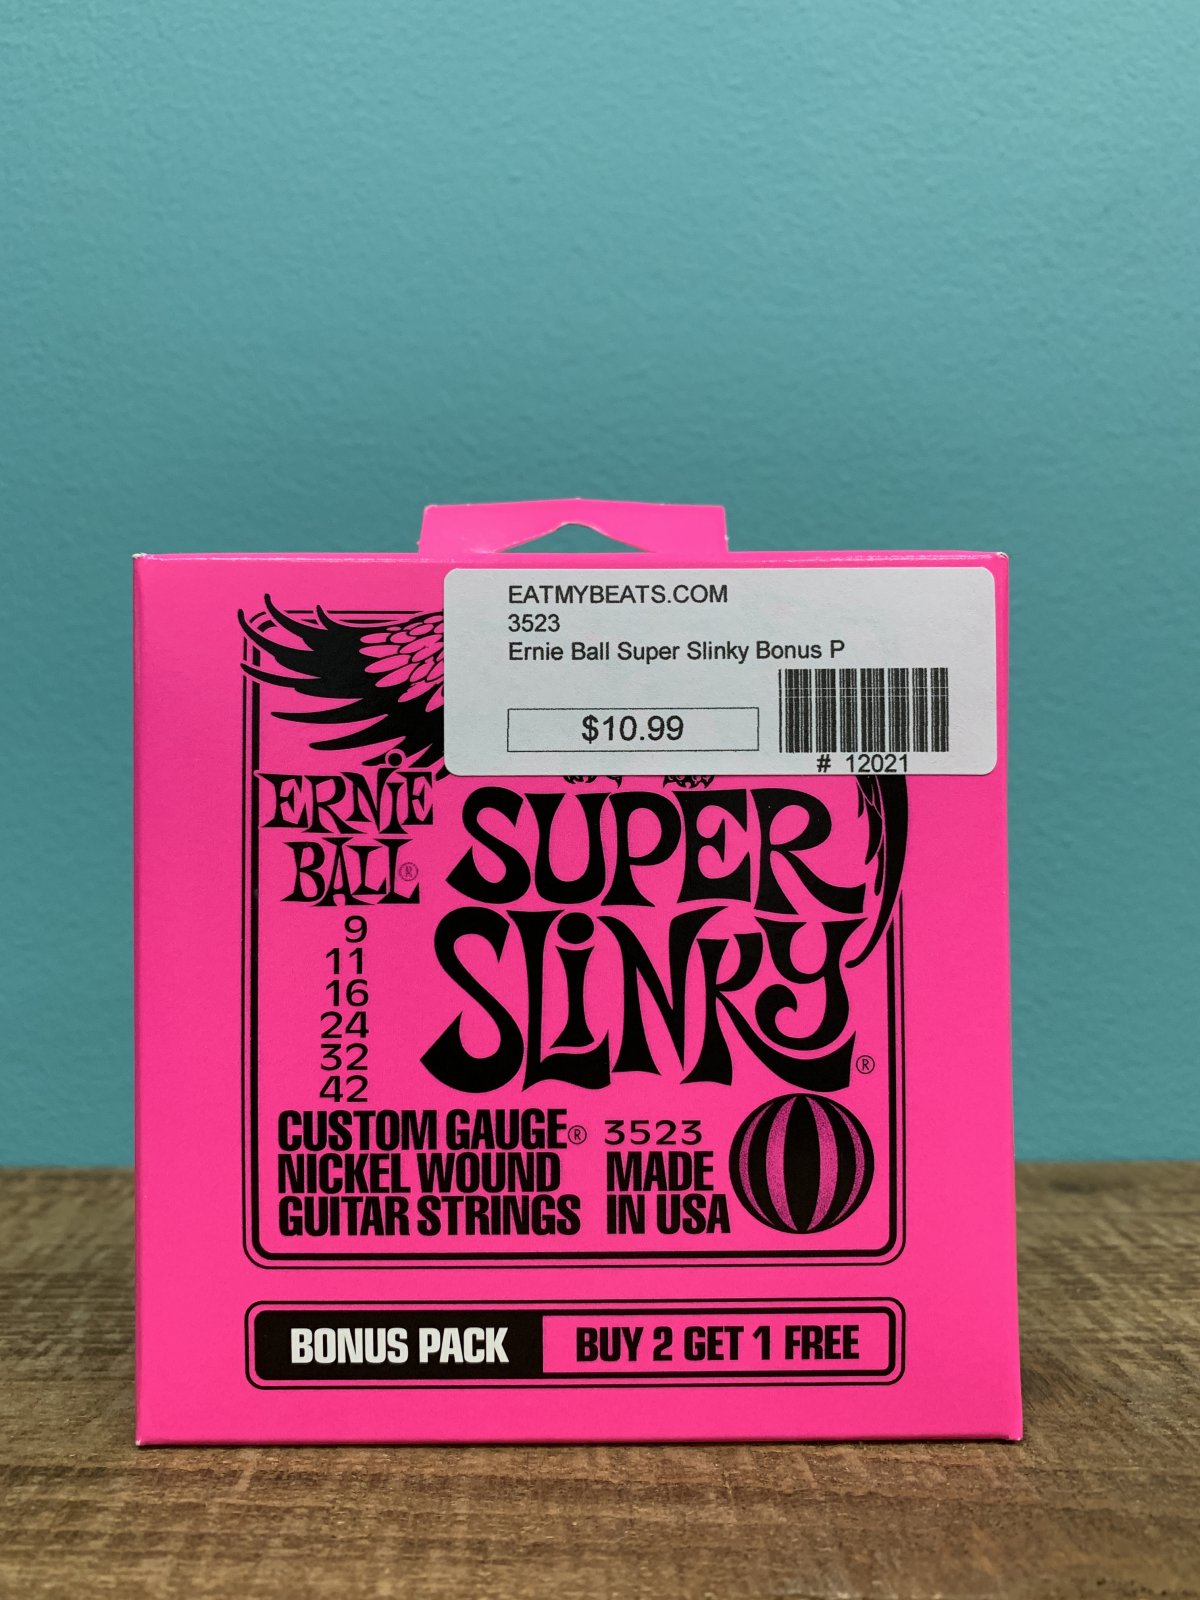 EATMYBEATS.COM
3523
Ernie Ball Super Slinky Bonus P
$10.99
# 12021
ERNIE
BALL®
SUPER
SLINKY®
9
11
16
24
32
42
CUSTOM GAUGE®
NICKEL WOUND
GUITAR STRINGS
3523
MADE
IN USA
BONUS PACK
BUY 2 GET 1 FREE